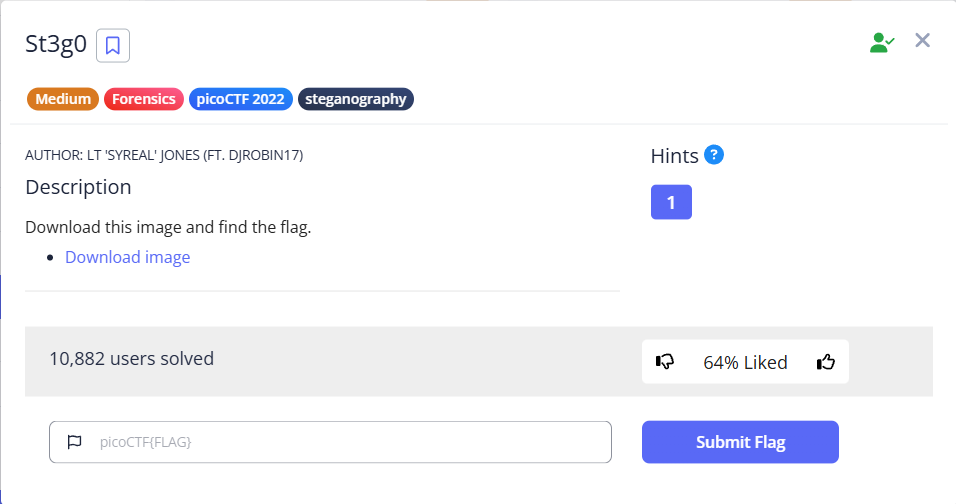 St3g0
Medium Forensics picoCTF 2022 steganography
AUTHOR: LT 'SYREAL' JONES (FT. DJROBIN17)
Hints ?
Description
1
Download this image and find the flag.
Download image
10,882 users solved
64% Liked
picoCTF{FLAG}
Submit Flag